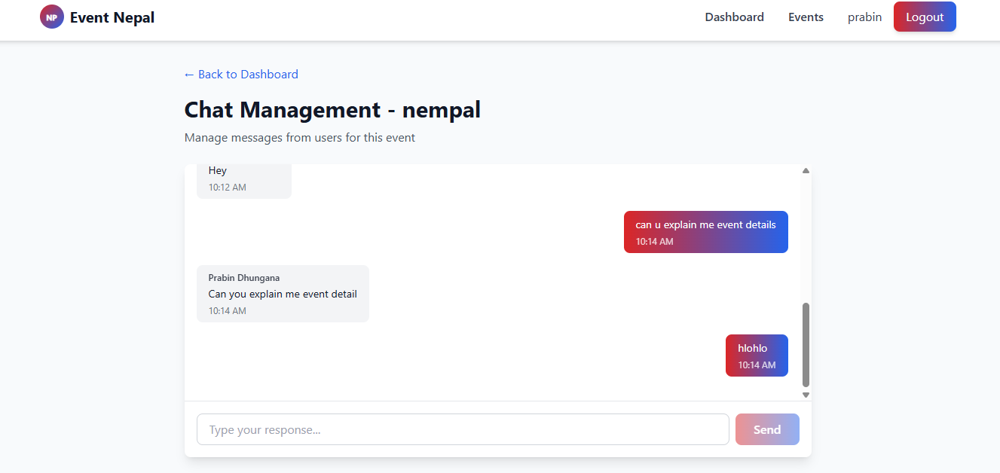 NP Event Nepal Dashboard Events prabin Logout
← Back to Dashboard
Chat Management - nempal
Manage messages from users for this event
Hey
10:12 AM
can u explain me event details
10:14 AM
Prabin Dhungana
Can you explain me event detail
10:14 AM
hlohlo
10:14 AM
Type your response... Send